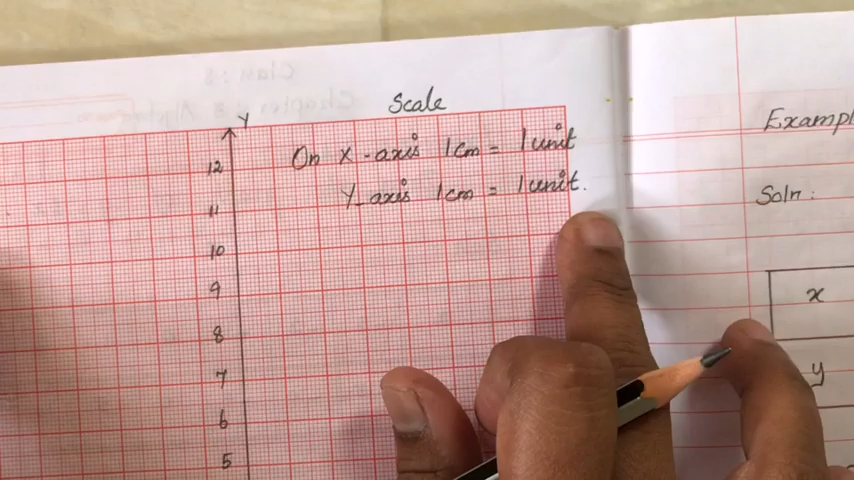 Scale
Y
On X-axis 1cm = 1unit
Y-axis 1cm = 1unit.
12
11
10
9
8
7
6
5
Exampl
Soln:
x
y